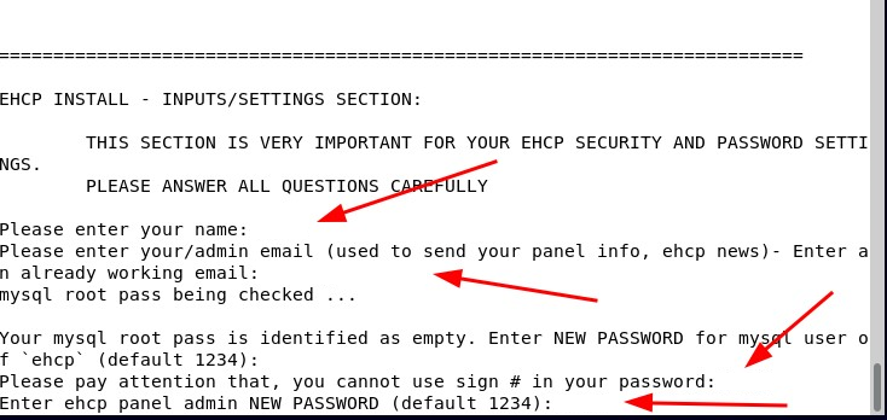 ================================================================================
EHCP INSTALL - INPUTS/SETTINGS SECTION:
THIS SECTION IS VERY IMPORTANT FOR YOUR EHCP SECURITY AND PASSWORD SETTI
NGS.
PLEASE ANSWER ALL QUESTIONS CAREFULLY
Please enter your name:
Please enter your/admin email (used to send your panel info, ehcp news)- Enter a
n already working email:
mysql root pass being checked ...
Your mysql root pass is identified as empty. Enter NEW PASSWORD for mysql user o
f `ehcp` (default 1234):
Please pay attention that, you cannot use sign # in your password:
Enter ehcp panel admin NEW PASSWORD (default 1234):